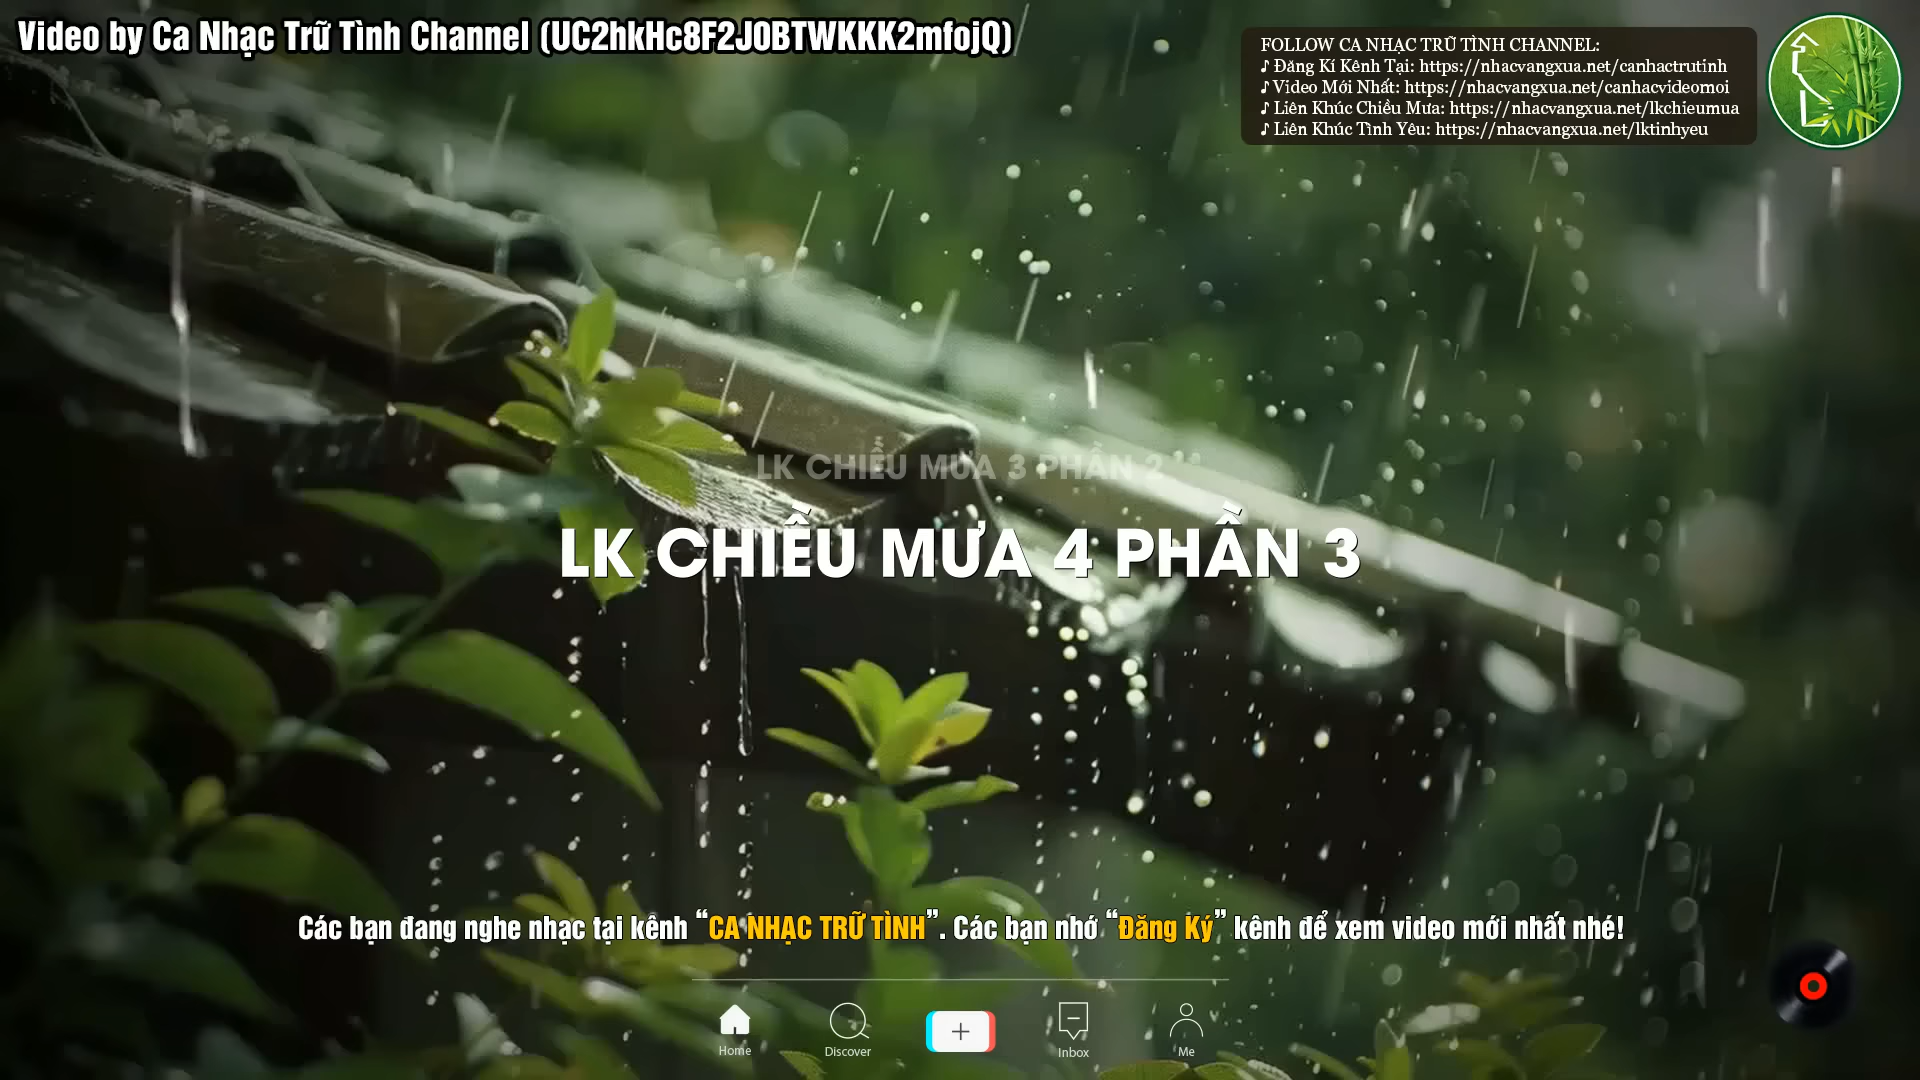 Video by Ca Nhạc Trữ Tình Channel (UC2hkHc8F2J0BTWKKK2mfojQ)
FOLLOW CA NHẠC TRỮ TÌNH CHANNEL:
♪ Đăng Kí Kênh Tại: https://nhacvangxua.net/canhactrutinh
♪ Video Mới Nhất: https://nhacvangxua.net/canhacvideomoi
♪ Liên Khúc Chiều Mưa: https://nhacvangxua.net/lkchieumua
♪ Liên Khúc Tình Yêu: https://nhacvangxua.net/lktinhyeu
LK CHIỀU MƯA 3 PHẦN 2
LK CHIỀU MƯA 4 PHẦN 3
Các bạn đang nghe nhạc tại kênh “CA NHẠC TRỮ TÌNH”. Các bạn nhớ “Đăng Ký” kênh để xem video mới nhất nhé!
Home
Discover
Inbox
Me